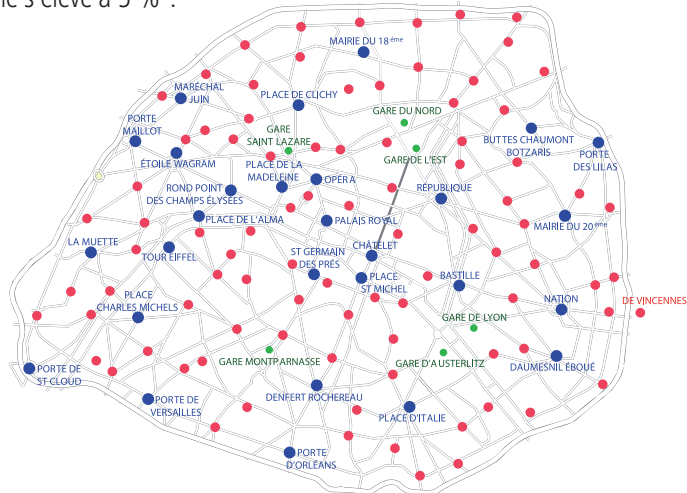 ne s'élève à 5 % :
MAIRIE DU 18ème
MARÉCHAL
JUIN
PLACE DE CLICHY
PORTE
MAILLOT
GARE
SAINT LAZARE
GARE DU NORD
BUTTES CHAUMONT
BOTZARIS
ÉTOILE WAGRAM
PLACE DE LA
MADELEINE
GARE DE L'EST
PORTE
DES LILAS
ROND POINT
DES CHAMPS ÉLYSÉES
OPÉRA
RÉPUBLIQUE
PLACE DE L'ALMA
PALAIS ROYAL
MAIRIE DU 20ème
LA MUETTE
TOUR EIFFEL
ST GERMAIN
DES PRÉS
CHÂTELET
PLACE
ST MICHEL
BASTILLE
PLACE
CHARLES MICHELS
NATION
DE VINCENNES
GARE DE LYON
GARE MONTPARNASSE
GARE D'AUSTERLITZ
DAUMESNIL ÉBOUÉ
PORTE DE
ST CLOUD
PORTE DE
VERSAILLES
DENFERT ROCHEREAU
PLACE D'ITALIE
PORTE
D'ORLÉANS